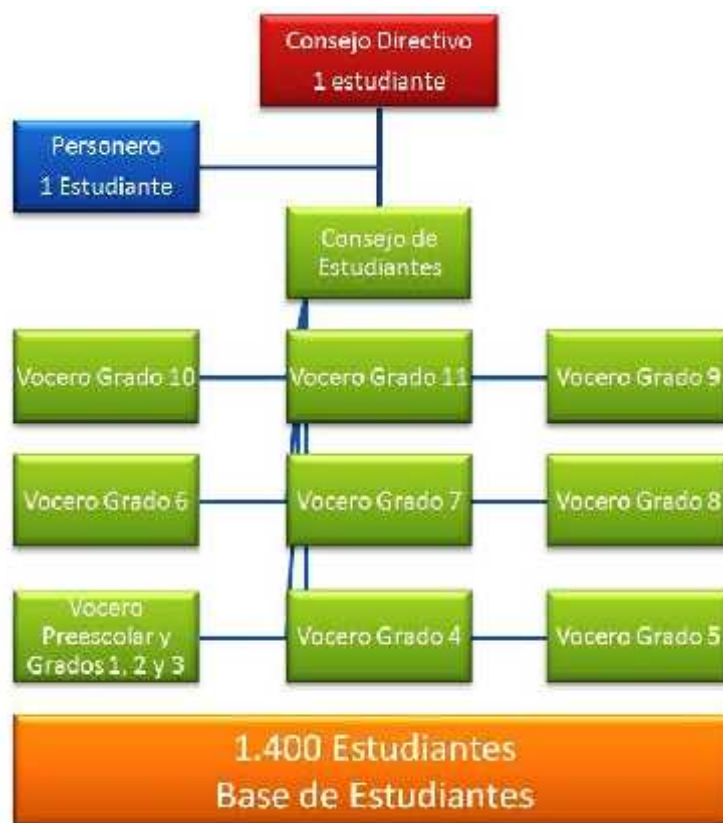 Consejo Directivo
1 estudiante
Personero
1 Estudiante
Consejo de
Estudiantes
Vocero Grado 10
Vocero Grado 11
Vocero Grado 9
Vocero Grado 6
Vocero Grado 7
Vocero Grado 8
Vocero
Preescolar y
Grados 1, 2 y 3
Vocero Grado 4
Vocero Grado 5
1.400 Estudiantes
Base de Estudiantes